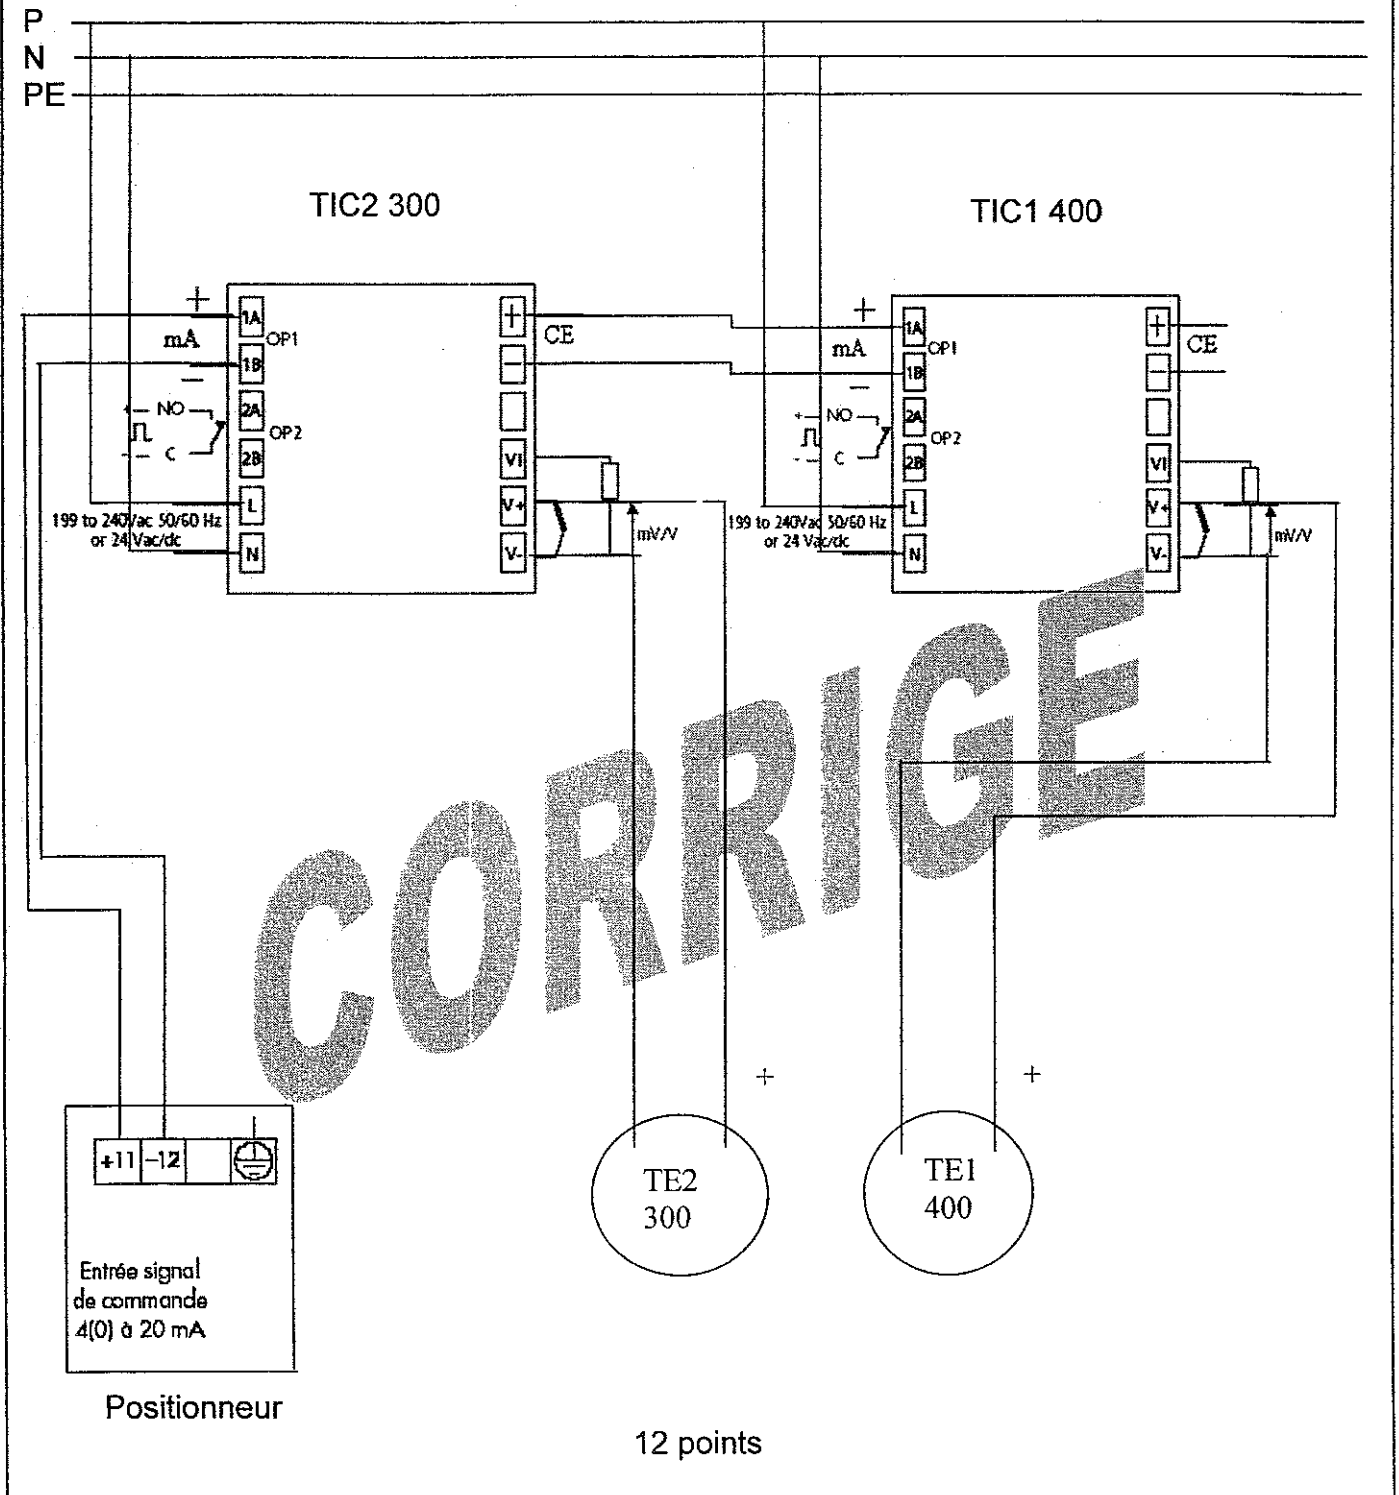 P
N
PE
TIC2 300
TIC1 400
+
mA
−
1A
1B
OP1
2A
2B
OP2
+ − NO
− − C
L
N
199 to 240Vac 50/60 Hz
or 24 Vac/dc
+
−
CE
VI
V+
V-
mV/V
+
mA
−
1A
1B
OP1
2A
2B
OP2
+ − NO
- − C
L
N
199 to 240Vac 50/60 Hz
or 24 Vac/dc
+
−
CE
VI
V+
V-
mV/V
CORRIGE
+
+
+11 −12
TE2
300
TE1
400
Entrée signal
de commande
4(0) à 20 mA
Positionneur
12 points